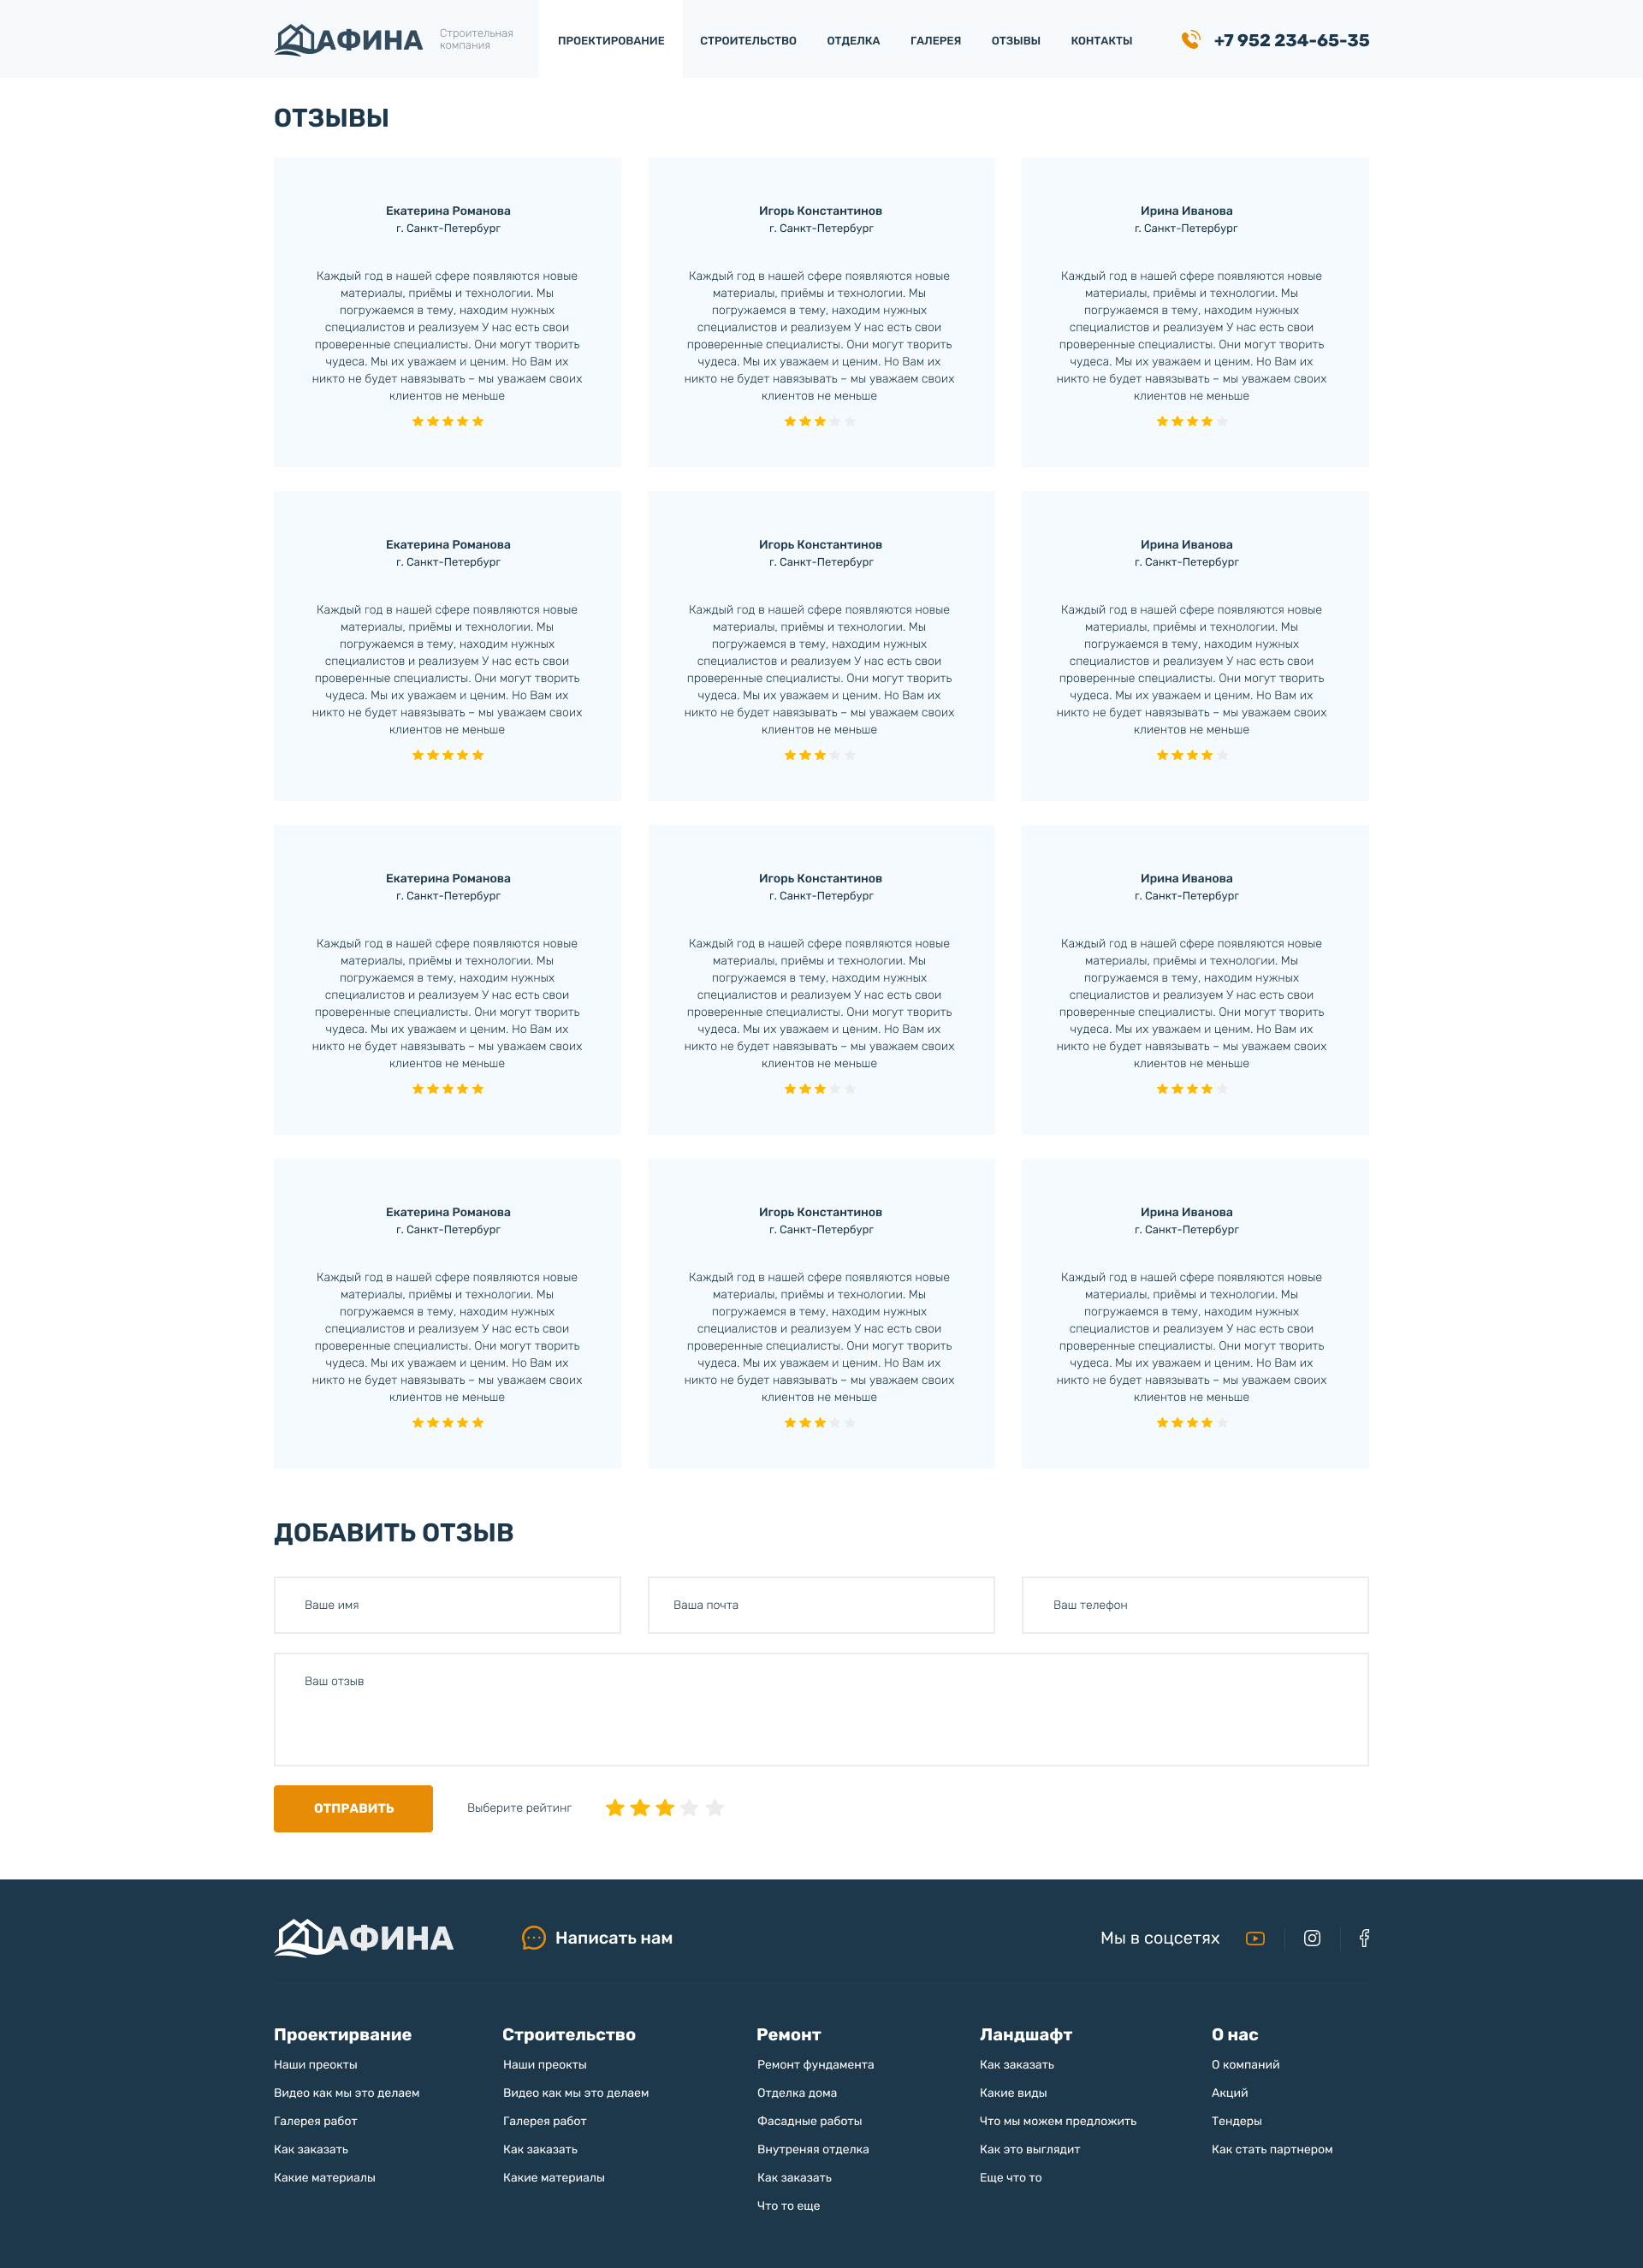 АФИНА
Строительная
компания
ПРОЕКТИРОВАНИЕ
СТРОИТЕЛЬСТВО
ОТДЕЛКА
ГАЛЕРЕЯ
ОТЗЫВЫ
КОНТАКТЫ
+7 952 234-65-35
ОТЗЫВЫ
Екатерина Романова
г. Санкт-Петербург
Каждый год в нашей сфере появляются новые
материалы, приёмы и технологии. Мы
погружаемся в тему, находим нужных
специалистов и реализуем У нас есть свои
проверенные специалисты. Они могут творить
чудеса. Мы их уважаем и ценим. Но Вам их
никто не будет навязывать – мы уважаем своих
клиентов не меньше
Игорь Константинов
г. Санкт-Петербург
Каждый год в нашей сфере появляются новые
материалы, приёмы и технологии. Мы
погружаемся в тему, находим нужных
специалистов и реализуем У нас есть свои
проверенные специалисты. Они могут творить
чудеса. Мы их уважаем и ценим. Но Вам их
никто не будет навязывать – мы уважаем своих
клиентов не меньше
Ирина Иванова
г. Санкт-Петербург
Каждый год в нашей сфере появляются новые
материалы, приёмы и технологии. Мы
погружаемся в тему, находим нужных
специалистов и реализуем У нас есть свои
проверенные специалисты. Они могут творить
чудеса. Мы их уважаем и ценим. Но Вам их
никто не будет навязывать – мы уважаем своих
клиентов не меньше
Екатерина Романова
г. Санкт-Петербург
Каждый год в нашей сфере появляются новые
материалы, приёмы и технологии. Мы
погружаемся в тему, находим нужных
специалистов и реализуем У нас есть свои
проверенные специалисты. Они могут творить
чудеса. Мы их уважаем и ценим. Но Вам их
никто не будет навязывать – мы уважаем своих
клиентов не меньше
Игорь Константинов
г. Санкт-Петербург
Каждый год в нашей сфере появляются новые
материалы, приёмы и технологии. Мы
погружаемся в тему, находим нужных
специалистов и реализуем У нас есть свои
проверенные специалисты. Они могут творить
чудеса. Мы их уважаем и ценим. Но Вам их
никто не будет навязывать – мы уважаем своих
клиентов не меньше
Ирина Иванова
г. Санкт-Петербург
Каждый год в нашей сфере появляются новые
материалы, приёмы и технологии. Мы
погружаемся в тему, находим нужных
специалистов и реализуем У нас есть свои
проверенные специалисты. Они могут творить
чудеса. Мы их уважаем и ценим. Но Вам их
никто не будет навязывать – мы уважаем своих
клиентов не меньше
Екатерина Романова
г. Санкт-Петербург
Каждый год в нашей сфере появляются новые
материалы, приёмы и технологии. Мы
погружаемся в тему, находим нужных
специалистов и реализуем У нас есть свои
проверенные специалисты. Они могут творить
чудеса. Мы их уважаем и ценим. Но Вам их
никто не будет навязывать – мы уважаем своих
клиентов не меньше
Игорь Константинов
г. Санкт-Петербург
Каждый год в нашей сфере появляются новые
материалы, приёмы и технологии. Мы
погружаемся в тему, находим нужных
специалистов и реализуем У нас есть свои
проверенные специалисты. Они могут творить
чудеса. Мы их уважаем и ценим. Но Вам их
никто не будет навязывать – мы уважаем своих
клиентов не меньше
Ирина Иванова
г. Санкт-Петербург
Каждый год в нашей сфере появляются новые
материалы, приёмы и технологии. Мы
погружаемся в тему, находим нужных
специалистов и реализуем У нас есть свои
проверенные специалисты. Они могут творить
чудеса. Мы их уважаем и ценим. Но Вам их
никто не будет навязывать – мы уважаем своих
клиентов не меньше
Екатерина Романова
г. Санкт-Петербург
Каждый год в нашей сфере появляются новые
материалы, приёмы и технологии. Мы
погружаемся в тему, находим нужных
специалистов и реализуем У нас есть свои
проверенные специалисты. Они могут творить
чудеса. Мы их уважаем и ценим. Но Вам их
никто не будет навязывать – мы уважаем своих
клиентов не меньше
Игорь Константинов
г. Санкт-Петербург
Каждый год в нашей сфере появляются новые
материалы, приёмы и технологии. Мы
погружаемся в тему, находим нужных
специалистов и реализуем У нас есть свои
проверенные специалисты. Они могут творить
чудеса. Мы их уважаем и ценим. Но Вам их
никто не будет навязывать – мы уважаем своих
клиентов не меньше
Ирина Иванова
г. Санкт-Петербург
Каждый год в нашей сфере появляются новые
материалы, приёмы и технологии. Мы
погружаемся в тему, находим нужных
специалистов и реализуем У нас есть свои
проверенные специалисты. Они могут творить
чудеса. Мы их уважаем и ценим. Но Вам их
никто не будет навязывать – мы уважаем своих
клиентов не меньше
ДОБАВИТЬ ОТЗЫВ
Ваше имя
Ваша почта
Ваш телефон
Ваш отзыв
ОТПРАВИТЬ
Выберите рейтинг
АФИНА
Написать нам
Мы в соцсетях
Проектирвание
Наши преокты
Видео как мы это делаем
Галерея работ
Как заказать
Какие материалы
Строительство
Наши преокты
Видео как мы это делаем
Галерея работ
Как заказать
Какие материалы
Ремонт
Ремонт фундамента
Отделка дома
Фасадные работы
Внутреняя отделка
Как заказать
Что то еще
Ландшафт
Как заказать
Какие виды
Что мы можем предложить
Как это выглядит
Еще что то
О нас
О компаний
Акций
Тендеры
Как стать партнером